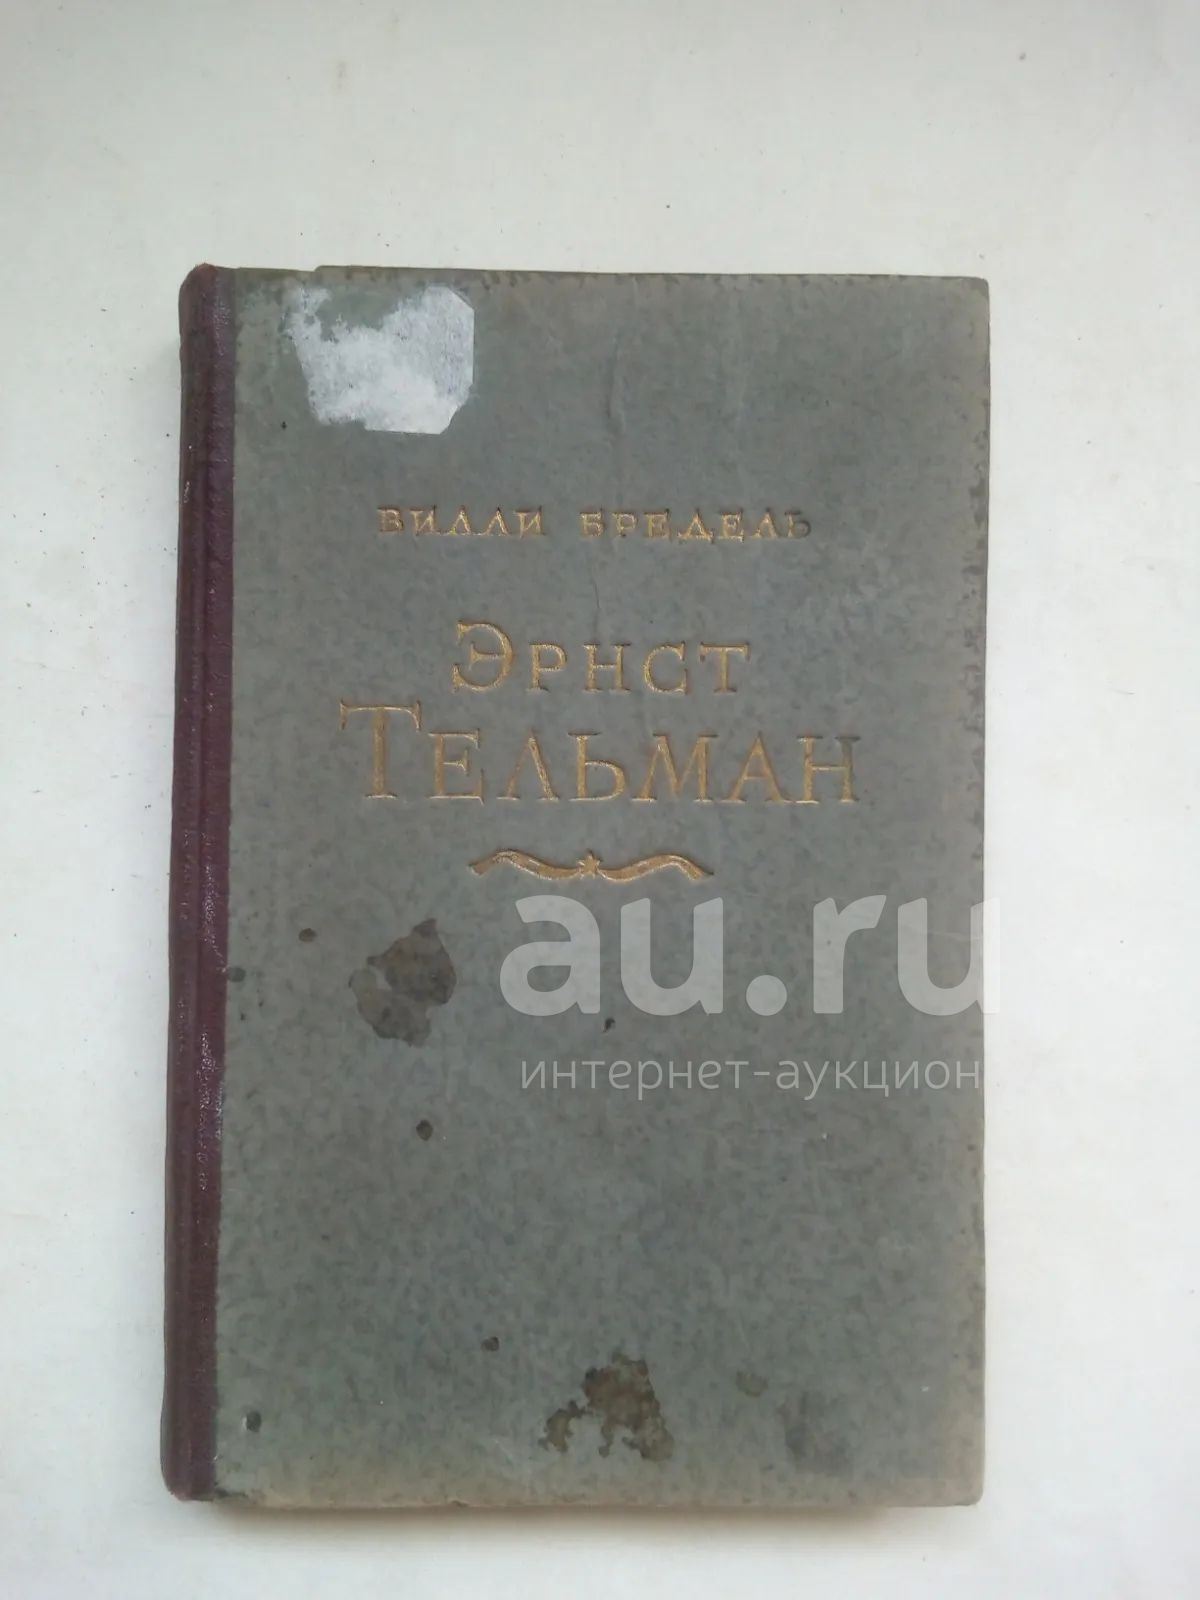 ВИЛЛИ БРЕДЕЛЬ
ЭРНСТ
ТЕЛЬМАН
au.ru
интернет-аукцион